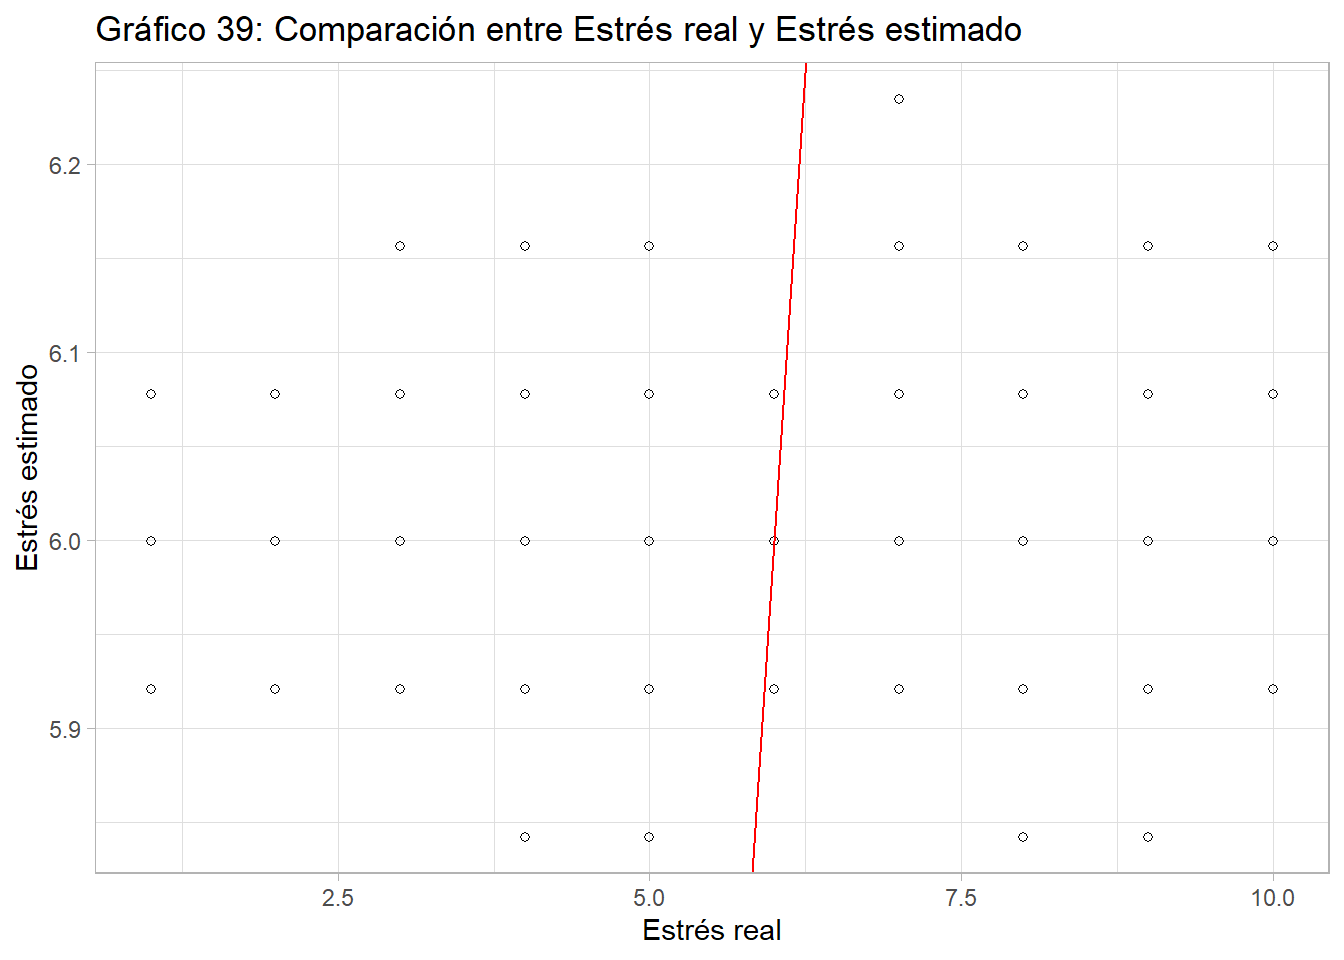 Gráfico 39: Comparación entre Estrés real y Estrés estimado
Estrés estimado
6.2
6.1
6.0
5.9
2.5 5.0 7.5 10.0
Estrés real